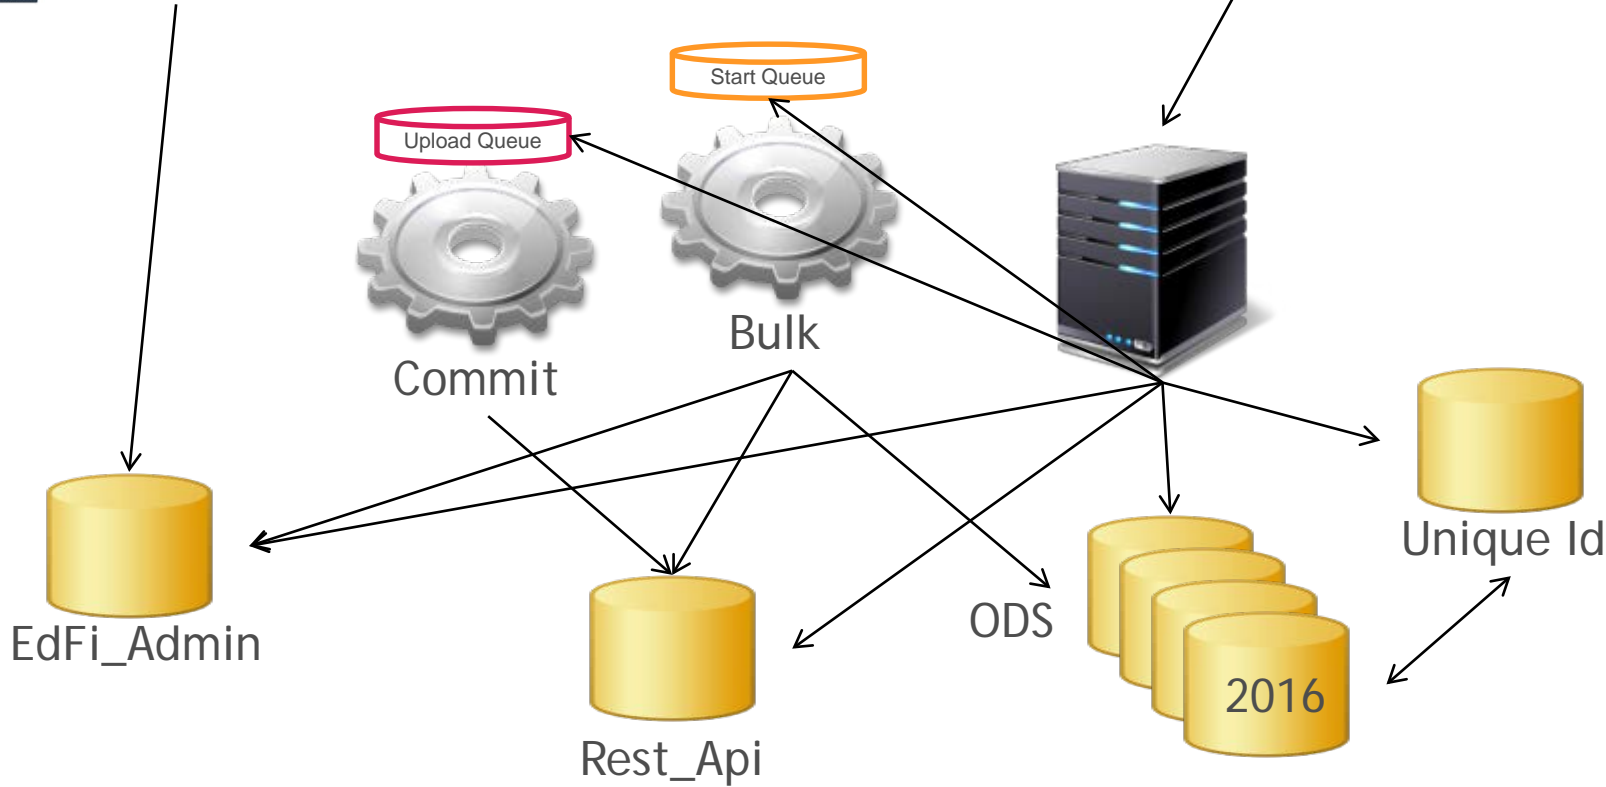 Start Queue
Upload Queue
Bulk
Commit
Unique Id
EdFi_Admin
ODS
2016
Rest_Api